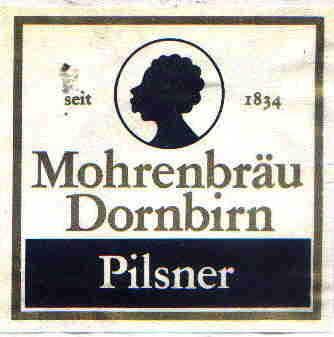 seit 1834
Mohrenbräu
Dornbirn
Pilsner